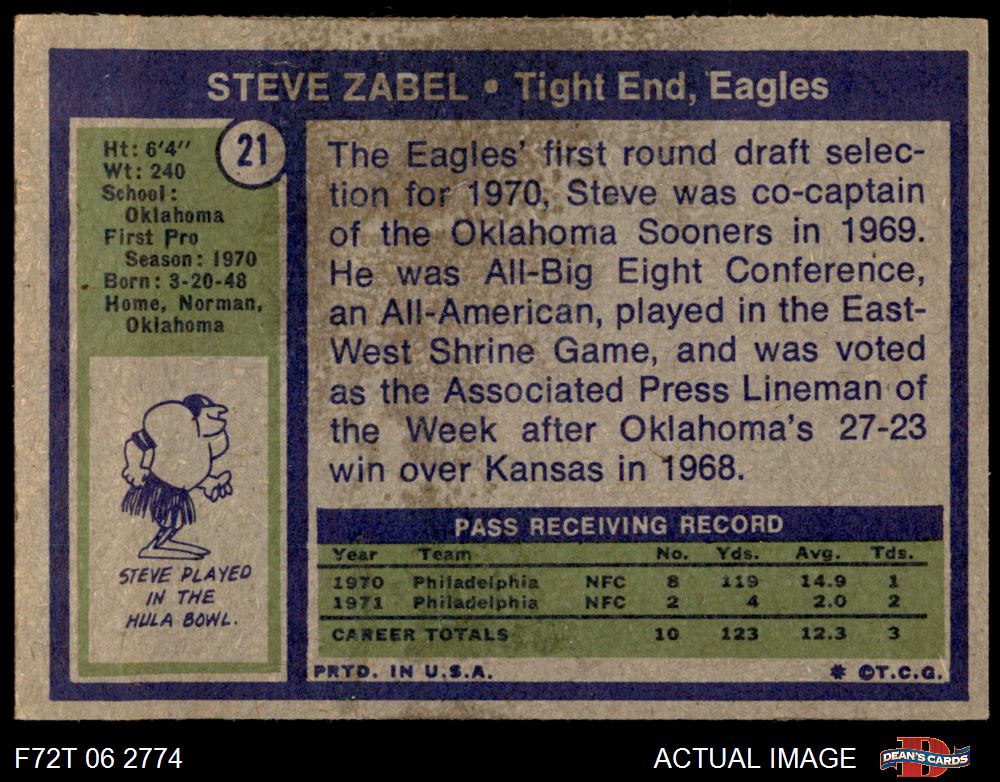 STEVE ZABEL • Tight End, Eagles
21
Ht: 6'4"
Wt: 240
School:
Oklahoma
First Pro
Season: 1970
Born: 3-20-48
Home, Norman,
Oklahoma
STEVE PLAYED
IN THE
HULA BOWL.
The Eagles' first round draft selec-
tion for 1970, Steve was co-captain
of the Oklahoma Sooners in 1969.
He was All-Big Eight Conference,
an All-American, played in the East-
West Shrine Game, and was voted
as the Associated Press Lineman of
the Week after Oklahoma's 27-23
win over Kansas in 1968.
PASS RECEIVING RECORD
Year Team No. Yds. Avg. Tds.
1970 Philadelphia NFC 8 119 14.9 1
1971 Philadelphia NFC 2 4 2.0 2
CAREER TOTALS 10 123 12.3 3
PRTD. IN U.S.A. * ©T.C.G.
F72T 06 2774 ACTUAL IMAGE DEAN'S CARDS